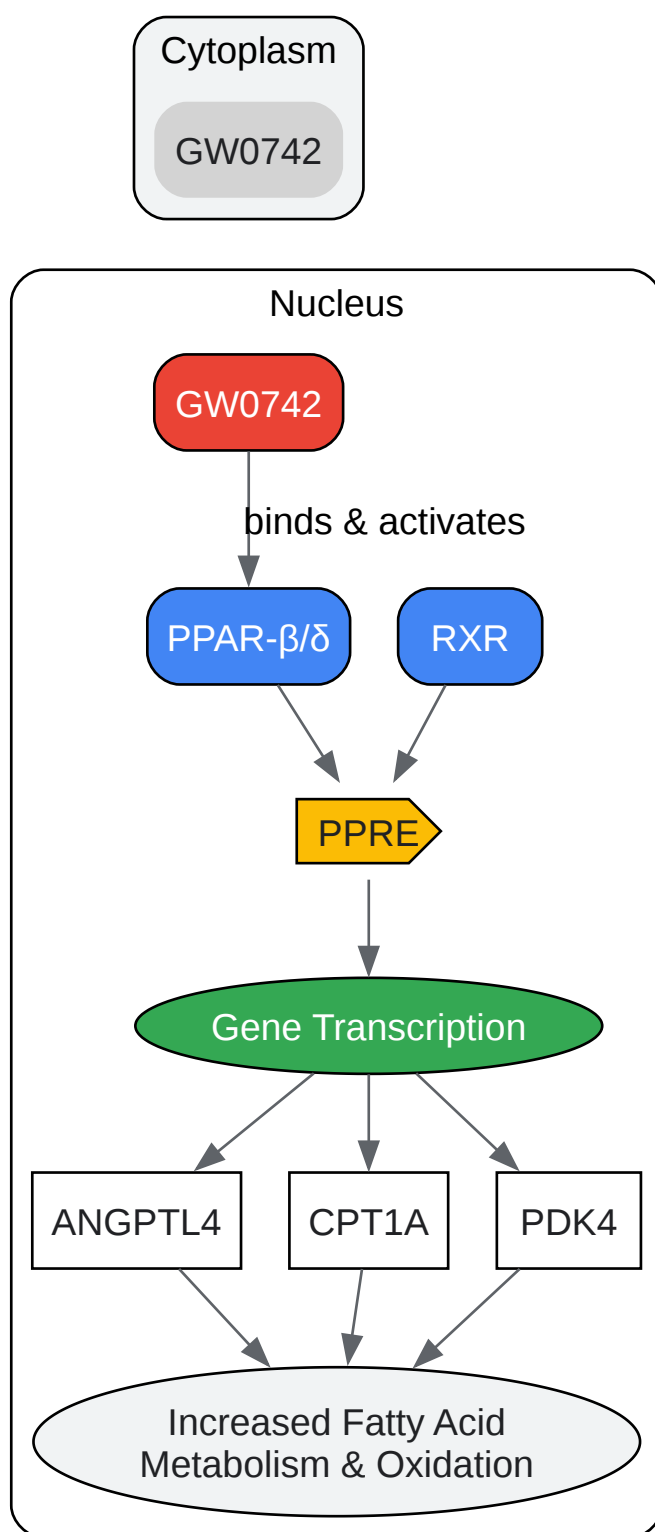 Cytoplasm
GW0742
Nucleus
GW0742
binds & activates
PPAR-β/δ
RXR
PPRE
Gene Transcription
ANGPTL4
CPT1A
PDK4
Increased Fatty Acid
Metabolism & Oxidation